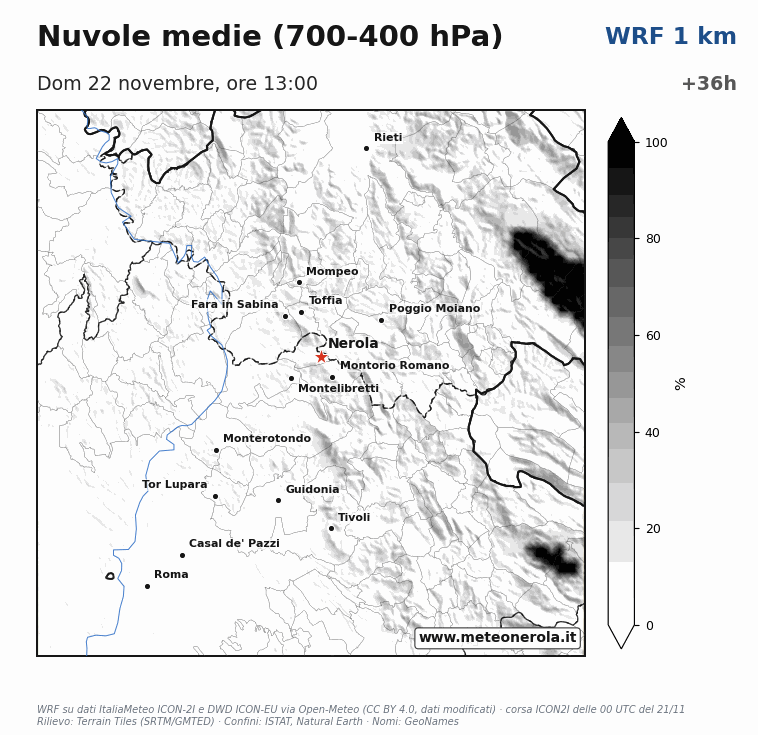 Nuvole medie (700-400 hPa)
WRF 1 km
Dom 22 novembre, ore 13:00
+36h
Rieti
Mompeo
Fara in Sabina
Toffia
Poggio Moiano
Nerola
Montorio Romano
Montelibretti
Monterotondo
Tor Lupara
Guidonia
Tivoli
Casal de' Pazzi
Roma
www.meteonerola.it
100
80
60
40
20
0
%
WRF su dati ItaliaMeteo ICON-2I e DWD ICON-EU via Open-Meteo (CC BY 4.0, dati modificati) · corsa ICON2I delle 00 UTC del 21/11
Rilievo: Terrain Tiles (SRTM/GMTED) · Confini: ISTAT, Natural Earth · Nomi: GeoNames